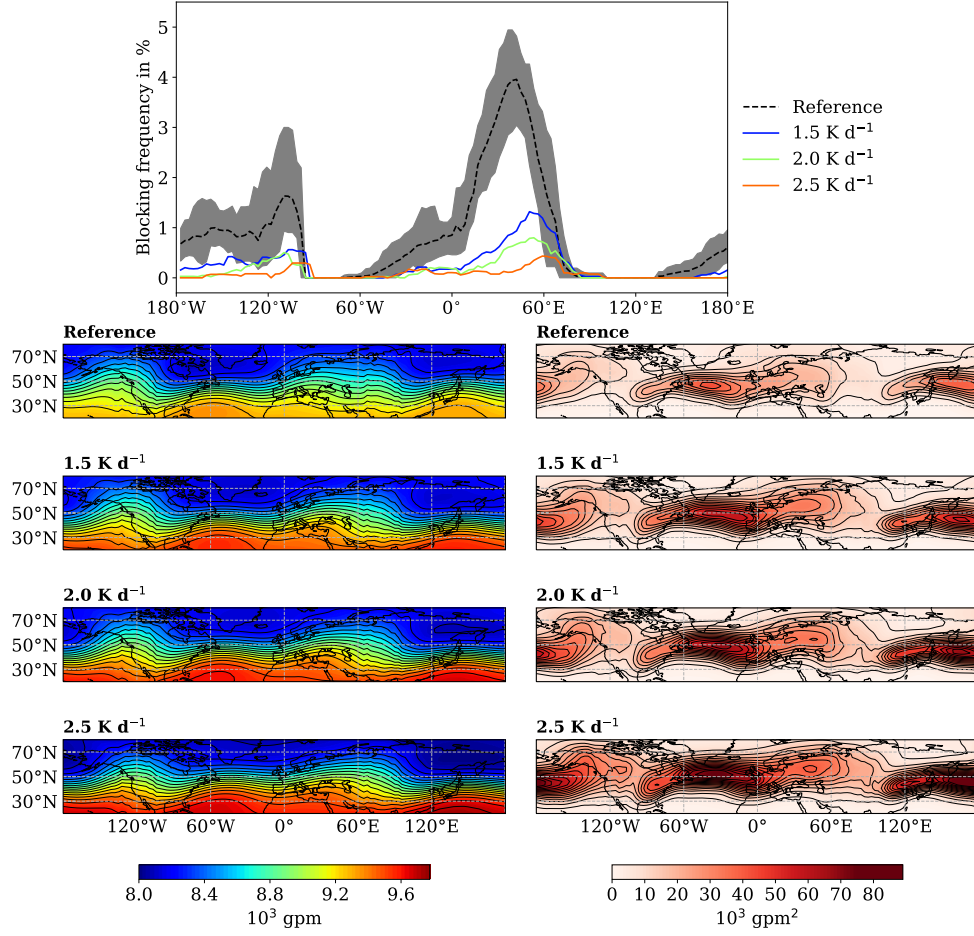 Blocking frequency in %
5
4
3
2
1
0
180°W 120°W 60°W 0° 60°E 120°E 180°E
Reference
1.5 K d⁻¹
2.0 K d⁻¹
2.5 K d⁻¹
Reference Reference
70°N
50°N
30°N
1.5 K d⁻¹ 1.5 K d⁻¹
70°N
50°N
30°N
2.0 K d⁻¹ 2.0 K d⁻¹
70°N
50°N
30°N
2.5 K d⁻¹ 2.5 K d⁻¹
70°N
50°N
30°N
120°W 60°W 0° 60°E 120°E 120°W 60°W 0° 60°E 120°E
8.0 8.4 8.8 9.2 9.6 0 10 20 30 40 50 60 70 80
10³ gpm 10³ gpm²